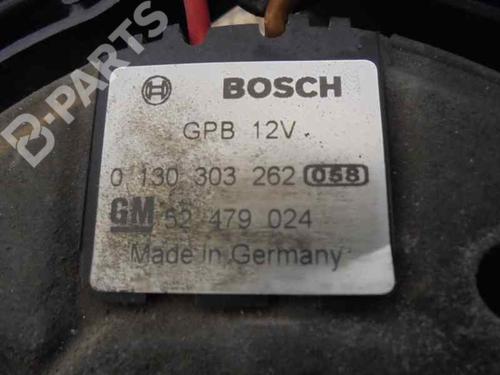 B-PARTS
BOSCH
GPB 12V
0 130 303 262 058
GM 52 479 024
Made in Germany